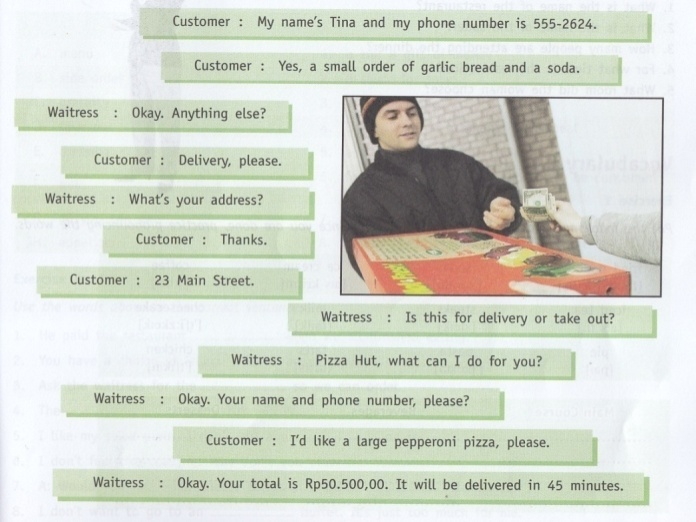 Customer : My name's Tina and my phone number is 555-2624.
Customer : Yes, a small order of garlic bread and a soda.
Waitress : Okay. Anything else?
Customer : Delivery, please.
Waitress : What's your address?
Customer : Thanks.
Customer : 23 Main Street.
Waitress : Is this for delivery or take out?
Waitress : Pizza Hut, what can I do for you?
Waitress : Okay. Your name and phone number, please?
Customer : I'd like a large pepperoni pizza, please.
Waitress : Okay. Your total is Rp50.500,00. It will be delivered in 45 minutes.